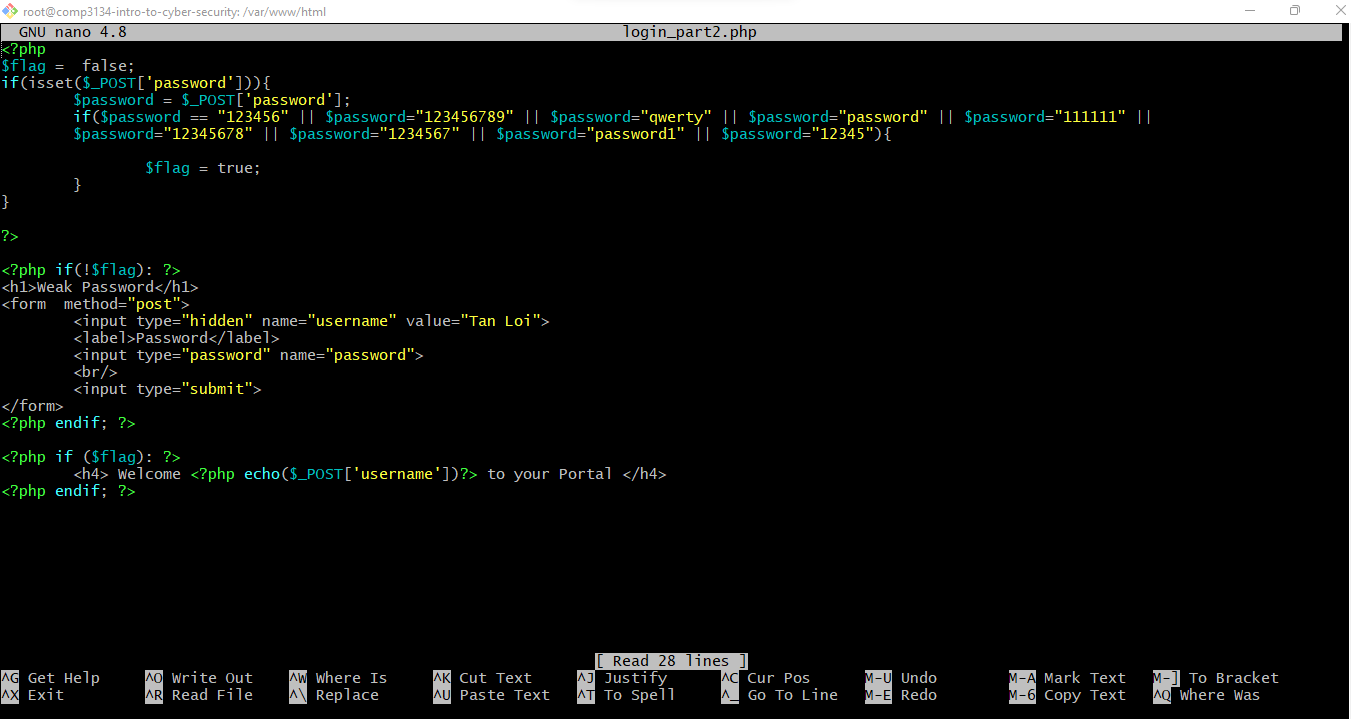 root@comp3134-intro-to-cyber-security: /var/www/html
GNU nano 4.8 login_part2.php
<?php
$flag =  false;
if(isset($_POST['password'])){
        $password = $_POST['password'];
        if($password == "123456" || $password="123456789" || $password="qwerty" || $password="password" || $password="111111" ||
        $password="12345678" || $password="1234567" || $password="password1" || $password="12345"){
                $flag = true;
        }
}
?>
<?php if(!$flag): ?>
<h1>Weak Password</h1>
<form  method="post">
        <input type="hidden" name="username" value="Tan Loi">
        <label>Password</label>
        <input type="password" name="password">
        <br/>
        <input type="submit">
</form>
<?php endif; ?>
<?php if ($flag): ?>
        <h4> Welcome <?php echo($_POST['username'])?> to your Portal </h4>
<?php endif; ?>
[ Read 28 lines ]
^G Get Help ^O Write Out ^W Where Is ^K Cut Text ^J Justify ^C Cur Pos M-U Undo M-A Mark Text M-] To Bracket
^X Exit ^R Read File ^\ Replace ^U Paste Text ^T To Spell ^_ Go To Line M-E Redo M-6 Copy Text ^Q Where Was